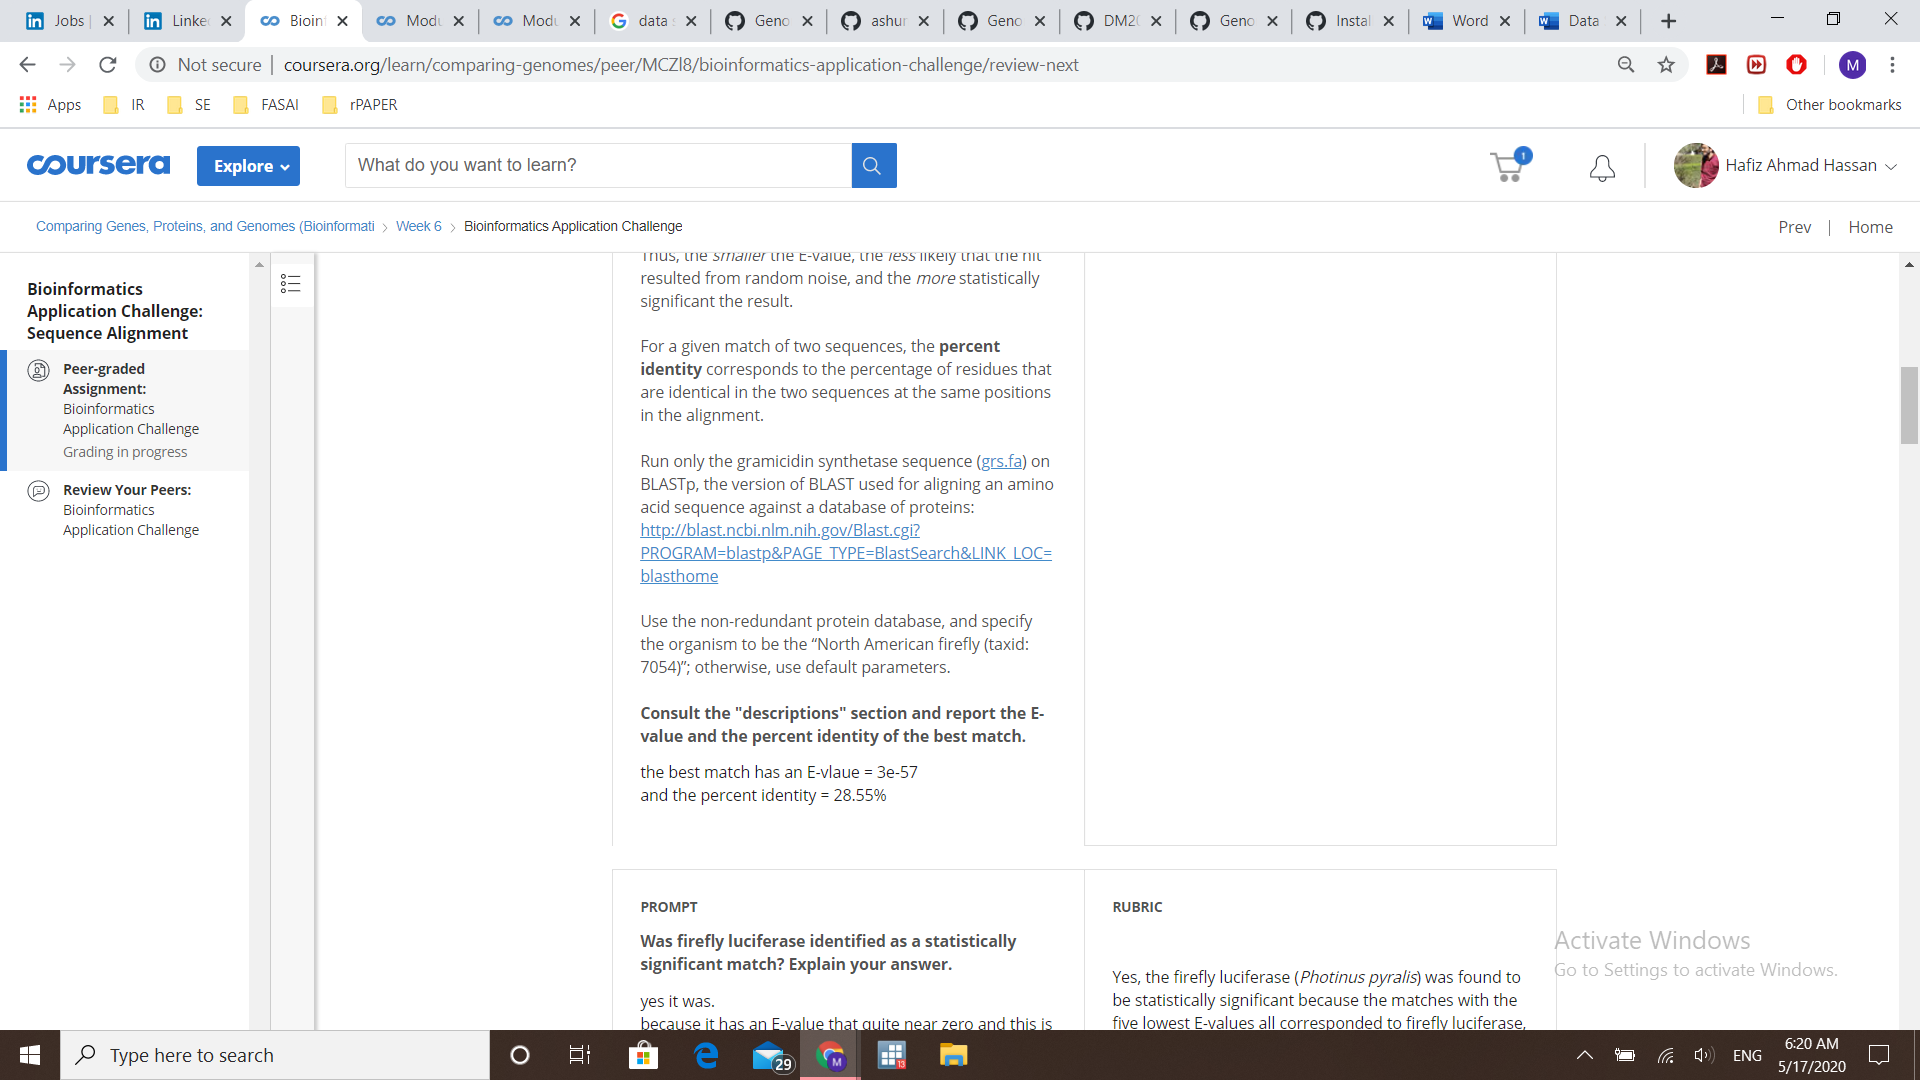 Jobs |
Linke
Bioin
Modu
Modu
data s
Geno
ashu
Geno
DM20
Geno
Instal
Word
Data
Not secure | coursera.org/learn/comparing-genomes/peer/MCZl8/bioinformatics-application-challenge/review-next
M
Apps
IR
SE
FASAI
rPAPER
Other bookmarks
coursera
Explore
What do you want to learn?
1
Hafiz Ahmad Hassan
Comparing Genes, Proteins, and Genomes (Bioinformati > Week 6 > Bioinformatics Application Challenge
Prev | Home
Bioinformatics
Application Challenge:
Sequence Alignment
Peer-graded
Assignment:
Bioinformatics
Application Challenge
Grading in progress
Review Your Peers:
Bioinformatics
Application Challenge
Thus, the smaller the E-value, the less likely that the hit
resulted from random noise, and the more statistically
significant the result.
For a given match of two sequences, the percent
identity corresponds to the percentage of residues that
are identical in the two sequences at the same positions
in the alignment.
Run only the gramicidin synthetase sequence (grs.fa) on
BLASTp, the version of BLAST used for aligning an amino
acid sequence against a database of proteins:
http://blast.ncbi.nlm.nih.gov/Blast.cgi?
PROGRAM=blastp&PAGE_TYPE=BlastSearch&LINK_LOC=
blasthome
Use the non-redundant protein database, and specify
the organism to be the “North American firefly (taxid:
7054)”; otherwise, use default parameters.
Consult the "descriptions" section and report the E-
value and the percent identity of the best match.
the best match has an E-vlaue = 3e-57
and the percent identity = 28.55%
PROMPT
Was firefly luciferase identified as a statistically
significant match? Explain your answer.
yes it was.
because it has an E-value that quite near zero and this is
RUBRIC
Yes, the firefly luciferase (Photinus pyralis) was found to
be statistically significant because the matches with the
five lowest E-values all corresponded to firefly luciferase,
Activate Windows
Go to Settings to activate Windows.
Type here to search
29
M
13
ENG
6:20 AM
5/17/2020